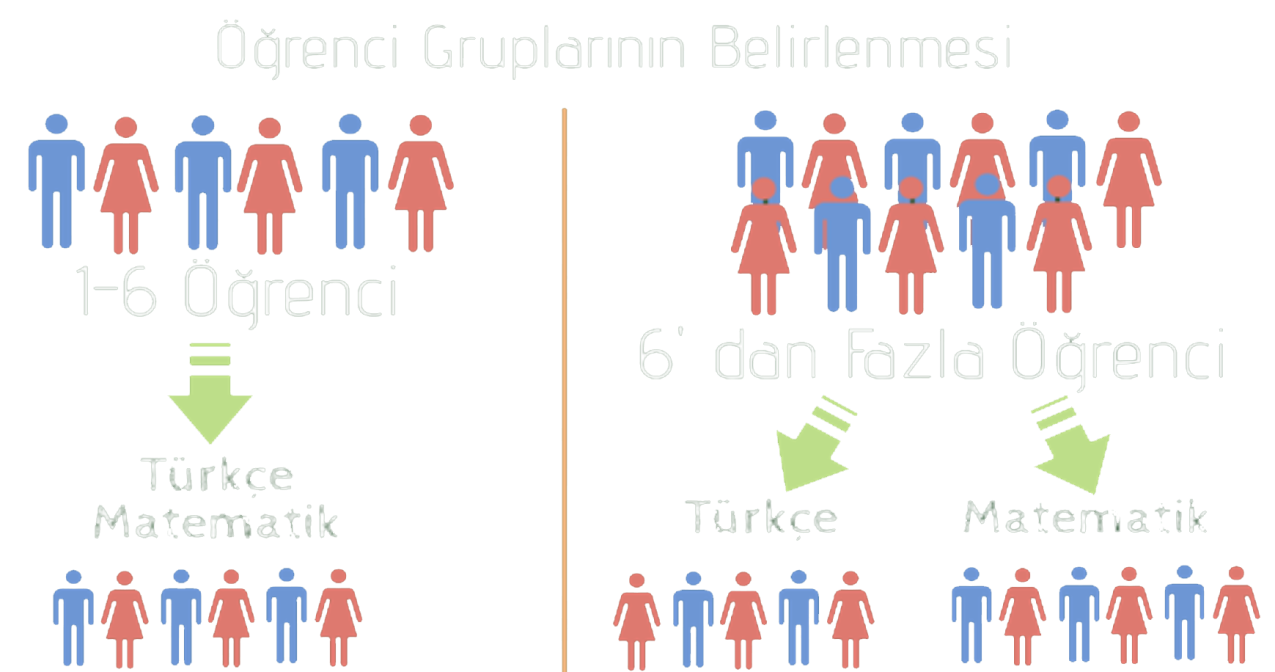 Öğrenci Gruplarının Belirlenmesi
1-6 Öğrenci
Türkçe
Matematik
6' dan Fazla Öğrenci
Türkçe
Matematik